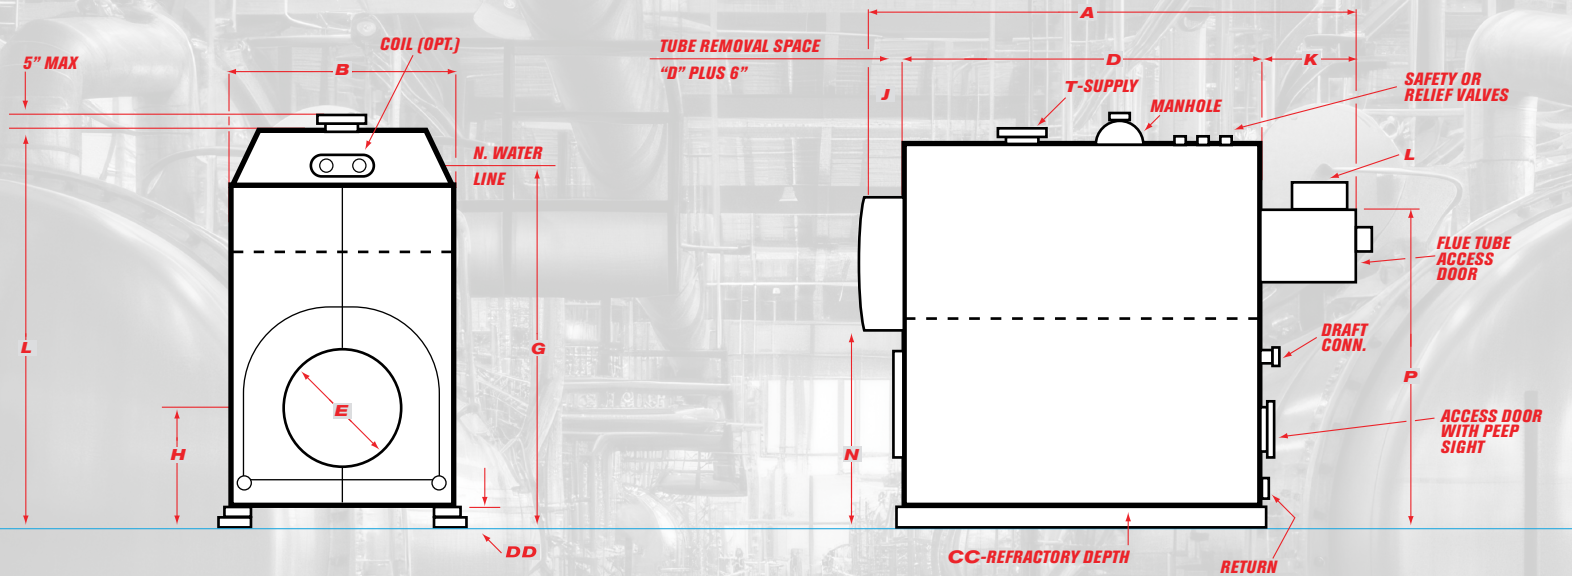 5” MAX
COIL (OPT.)
B
N. WATER
LINE
L
G
E
H
DD
A
TUBE REMOVAL SPACE
“D” PLUS 6”
D
K
J
T-SUPPLY
MANHOLE
SAFETY OR
RELIEF VALVES
L
FLUE TUBE
ACCESS
DOOR
DRAFT
CONN.
P
ACCESS DOOR
WITH PEEP
SIGHT
N
CC-REFRACTORY DEPTH
RETURN